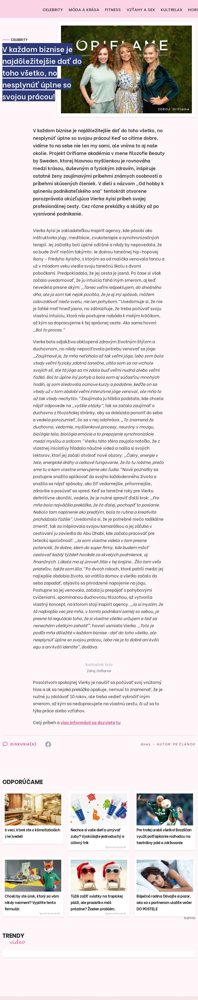 CELEBRITY MÓDA A KRÁSA FITNESS VZŤAHY A SEX KULTRELAX
CELEBRITY
V každom biznise je
najdôležitejšie dať do
toho všetko, no
nesplynúť úplne so
svojou prácou!
ORIFLAME
ZDROJ: Oriflame
V každom biznise je najdôležitejšie dať do toho všetko, no
nesplynúť úplne so svojou prácou! Keď sa cítime dobre,
vidíme to na sebe nie len my sami, ale vníma to aj naše
okolie. Projekt Oriflame akadémia v mene filozofie Beauty
by Sweden, ktorej hlavnou myšlienkou je rovnováha
medzi krásou, duševným a fyzickým zdravím, inšpiruje
ostatné ženy zaujímavými príbehmi známych osobností a
príbehmi skúsených členiek. V dieli s názvom „Od hobby k
splneniu podnikateľského sna“ tentokrát otvorene
porozprávala okúzľujúca Vierka Ayisi príbeh svojej
profesionálnej cesty. Cez rôzne prekážky a skúšky až po
vysnívané podnikanie.
Vierka Ayisi je zakladateľkou Inspirit agency, kde pôsobí ako
inštruktorka jógy, meditácie, zvukoterapie a synchronizačných
terapií. Jej začiatky boli úplné odlišné a nikdy by nepovedala, že
sa bude živiť niečím takýmto. Je dcérou tanečnej hip-hopovej
ikony – Fredyho Ayisiho, s ktorým sa od malička venovala tancu a
už v mladom veku viedla svoju tanečnú školu s dvomi
pobočkami. Predpokladala, že jej cesta je jasná. Po čase si však
začala uvedomovať, že ju intuícia ťahá iným smerom, aj keď
nevedela presne akým: ,,Tanec veľmi rešpektujem, do dnešného
dňa, ale ja som tak nejak pocítila, že je aj iný spôsob, môžem
odovzdávať niečo svetu, nie len pohybom.“ Uvedomuje si, že nie
je ľahké mať hneď jasno, no zdôrazňuje, že treba počúvať svoju
vlastnú intuíciu, ktorá nás postupne nabáda k malým krôčikom,
až kým sa dopracujeme k tej správnej ceste. Ako sama hovorí:
,,Bol to proces.“
Vierka bola odjakživa obklopená zdravým životným štýlom a
duchovnom, no nikdy nepociťovala potrebu venovať sa jóge:
,,Zaujímavé je, že mňa neťahala až tak veľmi jóga, lebo som bola
vtedy veľmi fyzicky zdatná tanečne, cítila som sa na vrchole
svojich síl, ale tá jóga sa mi zdala buď veľmi nudná alebo veľmi
ťažká. Bol to úplne iný pohyb a bola som aj súčasťou mnohých
hodín, aj som sledovala ocinove kurzy a podobne, keďže on sa
vtedy už v tom období veľmi intenzívne jóge venoval, ale mňa to
až tak vtedy nechytilo.” Zaujímala ju hlbšia podstata, kde chcela
nájsť odpovede na ,,vyššie otázky”, tak sa začala zaujímať o
duchovno z filozofickej stránky, aby sa dokázala ponoriť do seba
a vedela porozumieť, čo sa v nej odohráva: ,,To znamená že
duchovno, vedomie, myšlienkové procesy, neuróny v mozgu,
biológia tela, biológia emócie a to prepojenie synchronizácie
medzi mysľou a srdcom.” Vierku táto sféra zaujala natoľko, že z
vlastnej iniciatívy hľadala náučné videá a našla si svojich
lektorov, ktorí jej začali otvárať nové obzory: ,,Čakry, energie v
tele, energické dráhy a celkové fungovanie, že čo tu robíme, prečo
sme tu a kam vlastne smerujeme ako ľudia.” Nové poznatky sa
postupne snažila aplikovať do svojho každodenného života a
snažila sa nájsť spôsoby, ako žiť vedomejšie, prítomnejšie,
zdravšie a posúvať sa vpred. Keď sa tanečné roky pre Vierku
definitívne ukončili, vedela, že je nutné spraviť ďalší krok: ,,Pre
mňa bola najväčšia prekážka, že čo ďalej, pochopiť to poslanie.
Nebolo tam naplnenie ako predtým, bola to rutina a kreativita
prichádzala ťažšie”. Uvedomila si, že je potrebné niečo radikálne
zmeniť, tak sa inšpirovala svojou kamarátkou a jej záľuba v
cestovaní ju zaviedla do Abu Dhabi, kde začala pracovať pre
leteckú spoločnosť: ,,Ja som vlastne videla v tom presne
potenciál, že dobre, idem do super firmy, kde budem môcť
cestovať každý týždeň hocikde za skvelých podmienok, aj
finančných. Lákala ma aj úroveň žitia v tej krajine.. Žilo tam veľa
priateľov, takže som išla.” Po dvoch rokoch, ktoré patrili medzi jej
najlepšie obdobia života, sa vrátila domov a všetko začalo do
seba zapadať, objavilo sa prirodzené napojenie na jógu.
Postupne sa jej venovala, začala ju prepájať s pohybovými
cvičeniami, spomínanou duchovnou filozofiou, až vytvorila
vlastný koncept, na ktorom stojí Inspirit agency. ,,Ja si myslím, že
tá najkrajšia vec pre mňa, v tomto podnikaní samej so sebou, je
presne tá regulácia toho, že si vlastne všetko určujem a tiež sa
nenechám všetkým zahatiť”, hovorí usmiata Vierka. ,,Toto je
podľa mňa dôležité v každom biznise -dať do toho všetko, ale
nesplynúť úplne so svojou prácou, lebo nie je to dobré ani kvôli
egu a ani kvôli identite”, dodáva.
Ilustračné foto
Zdroj: Oriflame
Posolstvom spokojnej Vierky je naučiť sa počúvať svoj vnútorný
hlas a ak sa nejaká prekážka opakuje, nemusí to znamenať, že je
nutné ju zdolávať 10 rokov, ale treba vedieť vykročiť iným
smerom, až kým sa nedopracujete na vlastnú cestu, či už sa to
týka práce alebo vzťahov.
Celý príbeh a viac informácii sa dozviete tu
DISKUSIA(0) dnes AUTOR: PR ČLÁNOK
ODPORÚČAME
6 vecí, ktoré ste o klimatizáciách
(ne)vedeli
Nechce si vaše dieťa umývať
zuby? Vyskúšajte jednoduchý a
účinný trik
Sponzorované
Pre trofej urobil všetko! Brazílčan
využil potľapkanie rozhodcu na
teatrálny pád a zdržovanie
Chceli by ste úrok, ktorý sa vám
nikdy nezmení? Vyplňte tento
formulár.
Sponzorované
Túžiš zažiť sviatky na tropickej
pláži, ale prasiatko máš
prázdne? Žiaden problém.
Sponzorované
Báječná rodina Dávajte si pozor,
ako sa s partnerom uložíte večer
DO POSTELE
NATIVIO
TRENDY
video